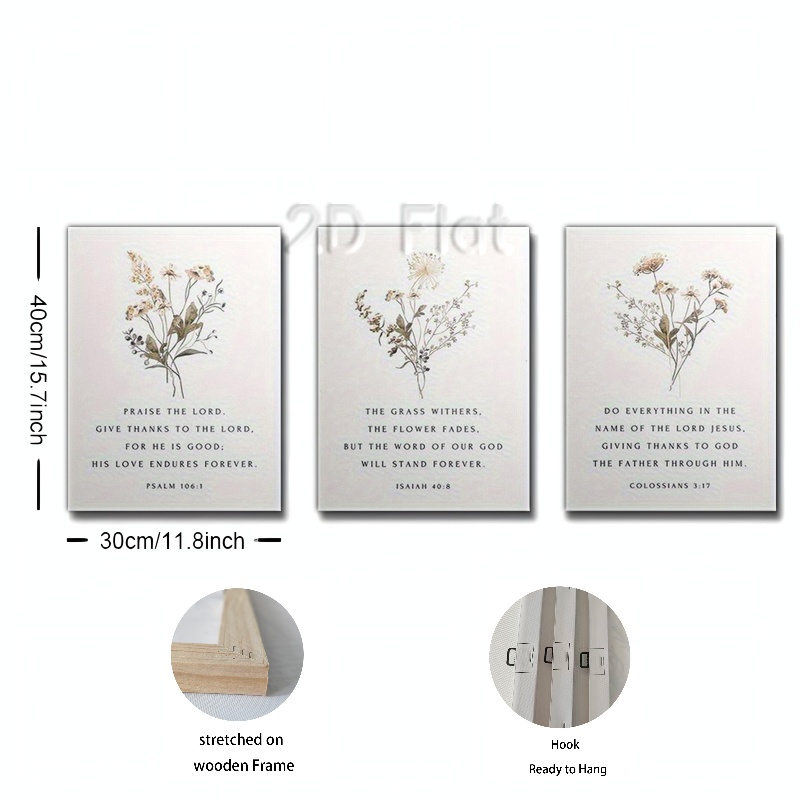 2D Flat
PRAISE THE LORD.
GIVE THANKS TO THE LORD,
FOR HE IS GOOD;
HIS LOVE ENDURES FOREVER.
PSALM 106:1
THE GRASS WITHERS,
THE FLOWER FADES,
BUT THE WORD OF OUR GOD
WILL STAND FOREVER.
ISAIAH 40:8
DO EVERYTHING IN THE
NAME OF THE LORD JESUS,
GIVING THANKS TO GOD
THE FATHER THROUGH HIM.
COLOSSIANS 3:17
40cm/15.7inch
30cm/11.8inch
stretched on
wooden Frame
Hook
Ready to Hang